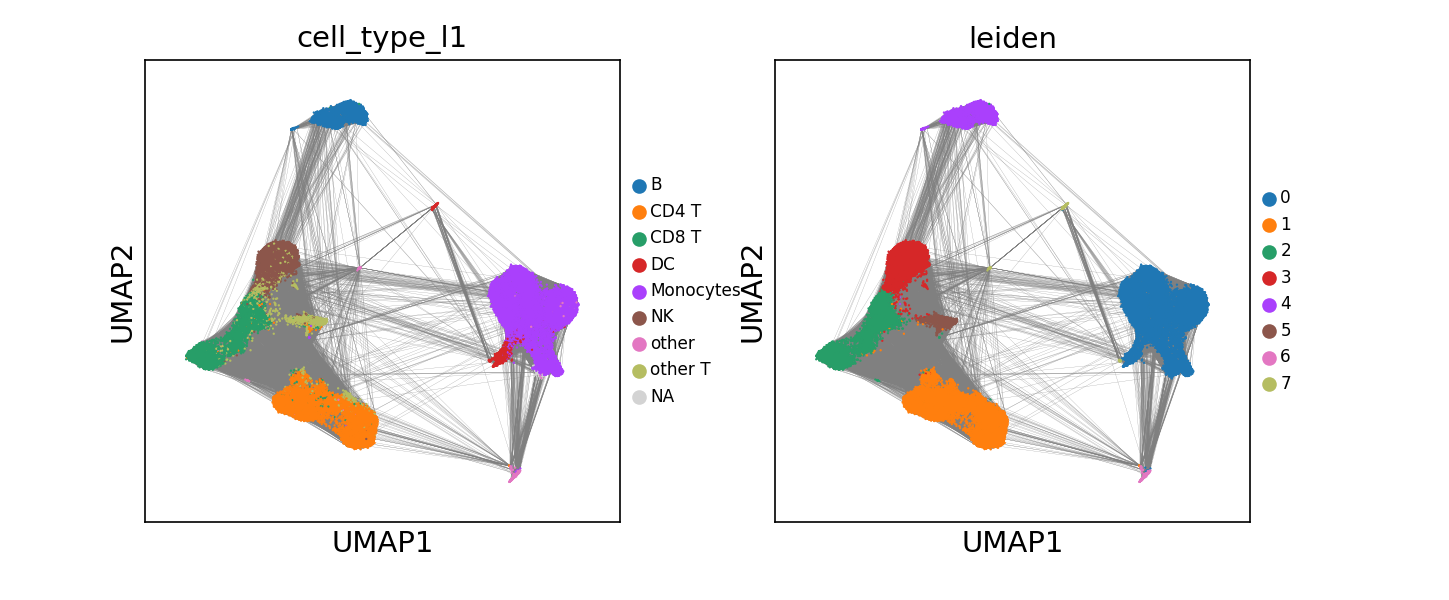 cell_type_l1
UMAP2
UMAP1
B
CD4 T
CD8 T
DC
Monocytes
NK
other
other T
NA
leiden
UMAP2
UMAP1
0
1
2
3
4
5
6
7